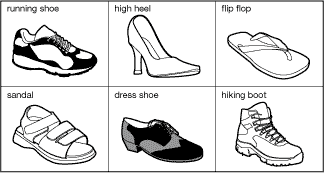 running shoe
high heel
flip flop
sandal
dress shoe
hiking boot